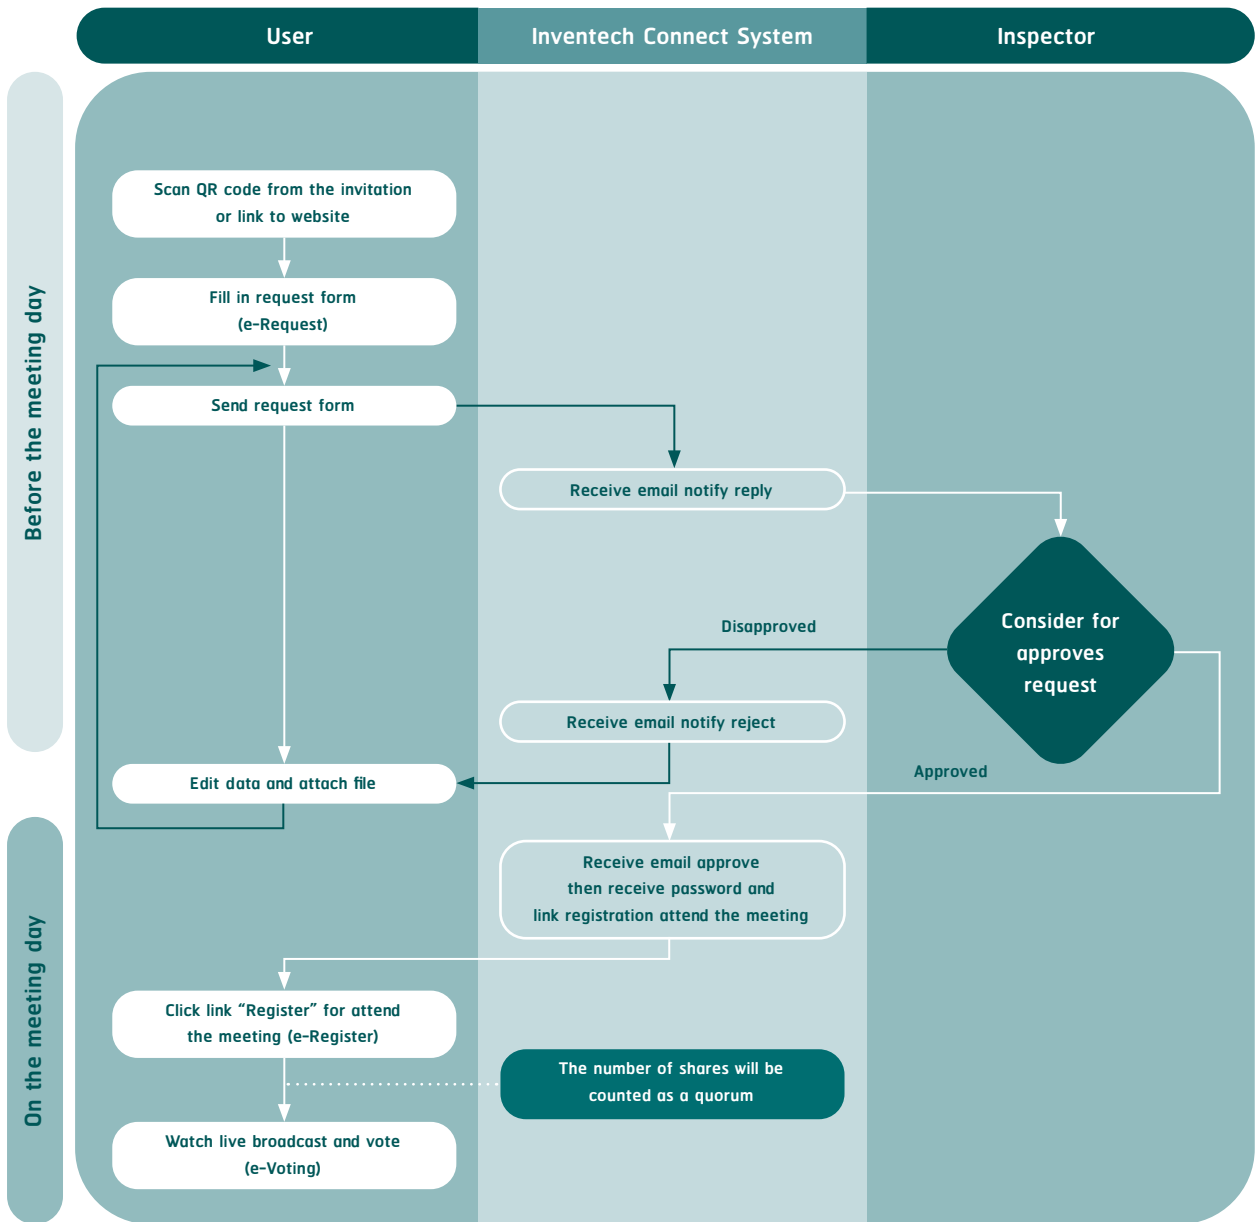 User
Inventech Connect System
Inspector
Before the meeting day
Scan QR code from the invitation
or link to website
Fill in request form
(e-Request)
Send request form
Receive email notify reply
Consider for
approves
request
Disapproved
Receive email notify reject
Edit data and attach file
Approved
On the meeting day
Receive email approve
then receive password and
link registration attend the meeting
Click link “Register” for attend
the meeting (e-Register)
The number of shares will be
counted as a quorum
Watch live broadcast and vote
(e-Voting)